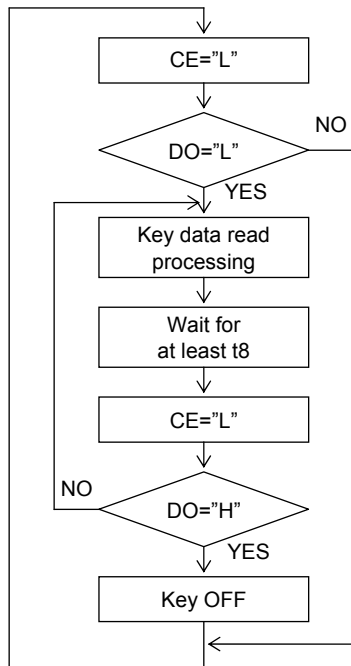 CE=”L”
DO=”L”
NO
YES
Key data read
processing
Wait for
at least t8
CE=”L”
NO
DO=”H”
YES
Key OFF